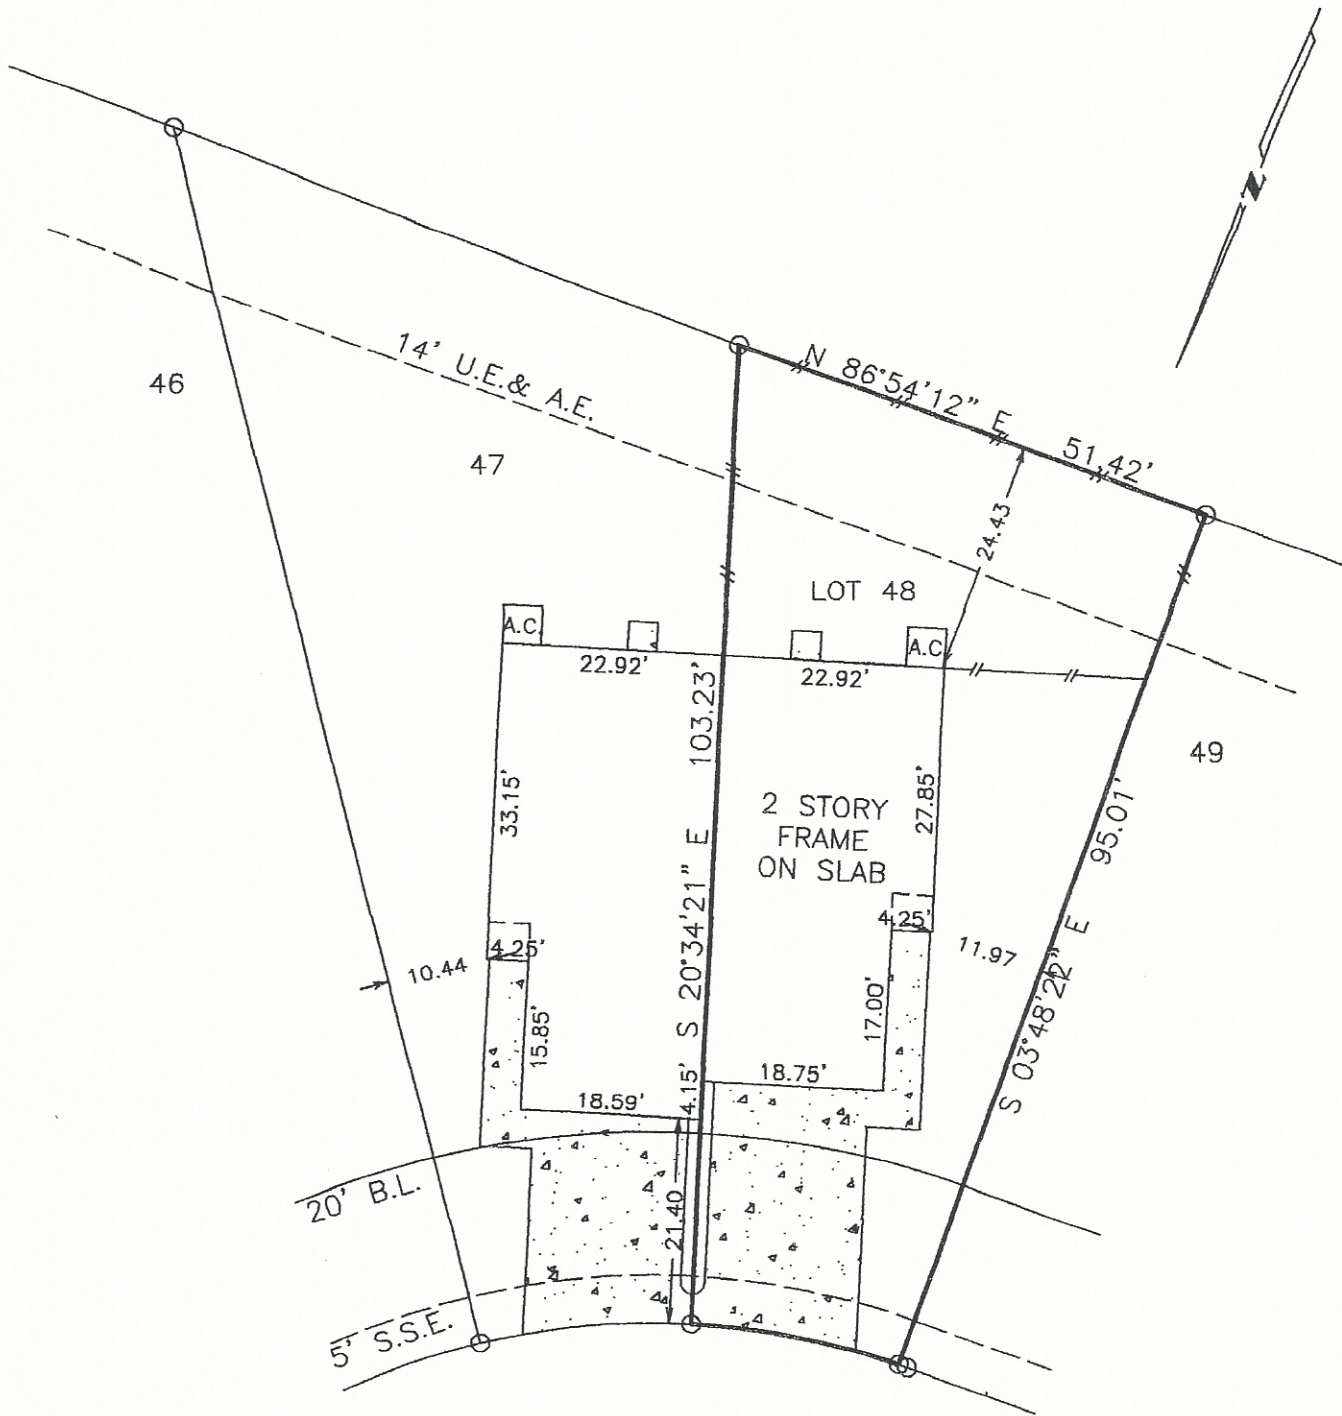 N
14' U.E.& A.E.
N 86°54'12" E 51.42'
46
47
24.43
LOT 48
A.C.
A.C.
22.92'
22.92'
103.23'
49
33.15'
2 STORY
FRAME
ON SLAB
27.85'
95.01'
S 20°34'21" E
4.25'
4.25'
10.44
11.97
15.85'
17.00'
S 03°48'22" E
18.59'
4.15'
18.75'
20' B.L.
21.40
5' S.S.E.